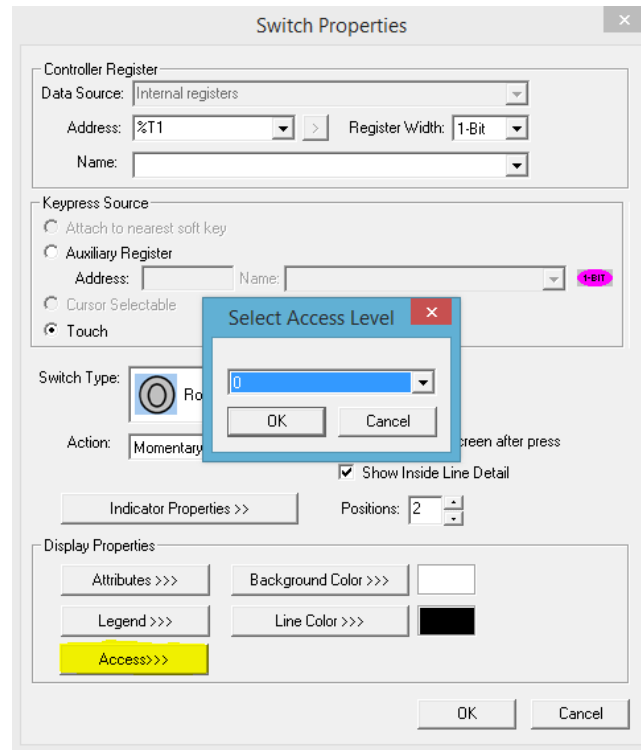 Switch Properties
Controller Register
Data Source: Internal registers
Address: %T1 > Register Width: 1-Bit
Name:
Keypress Source
Attach to nearest soft key
Auxiliary Register
Address: Name: 1-BIT
Cursor Selectable
Touch
Select Access Level
0
OK Cancel
Switch Type: Ro
Action: Momentary creen after press
Show Inside Line Detail
Indicator Properties >> Positions: 2
Display Properties
Attributes >>> Background Color >>>
Legend >>> Line Color >>>
Access>>>
OK Cancel